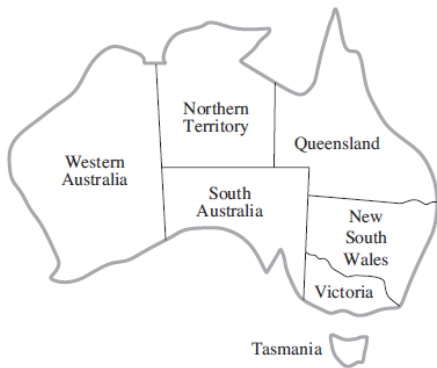 Northern
Territory
Queensland
Western
Australia
South
Australia
New
South
Wales
Victoria
Tasmania